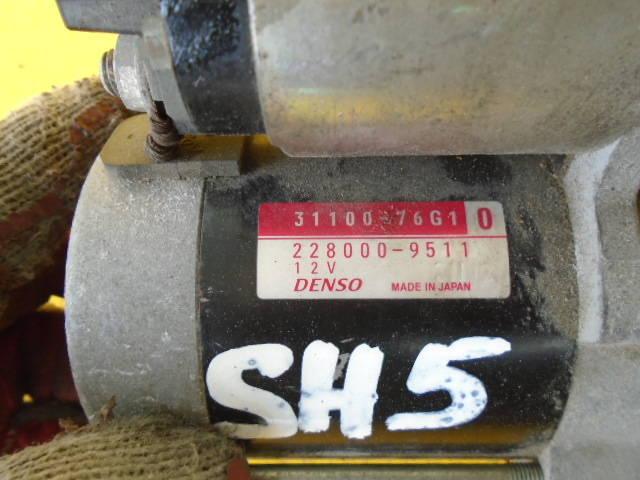 31100-76G1 0
228000-9511
12V
DENSO MADE IN JAPAN
SH5